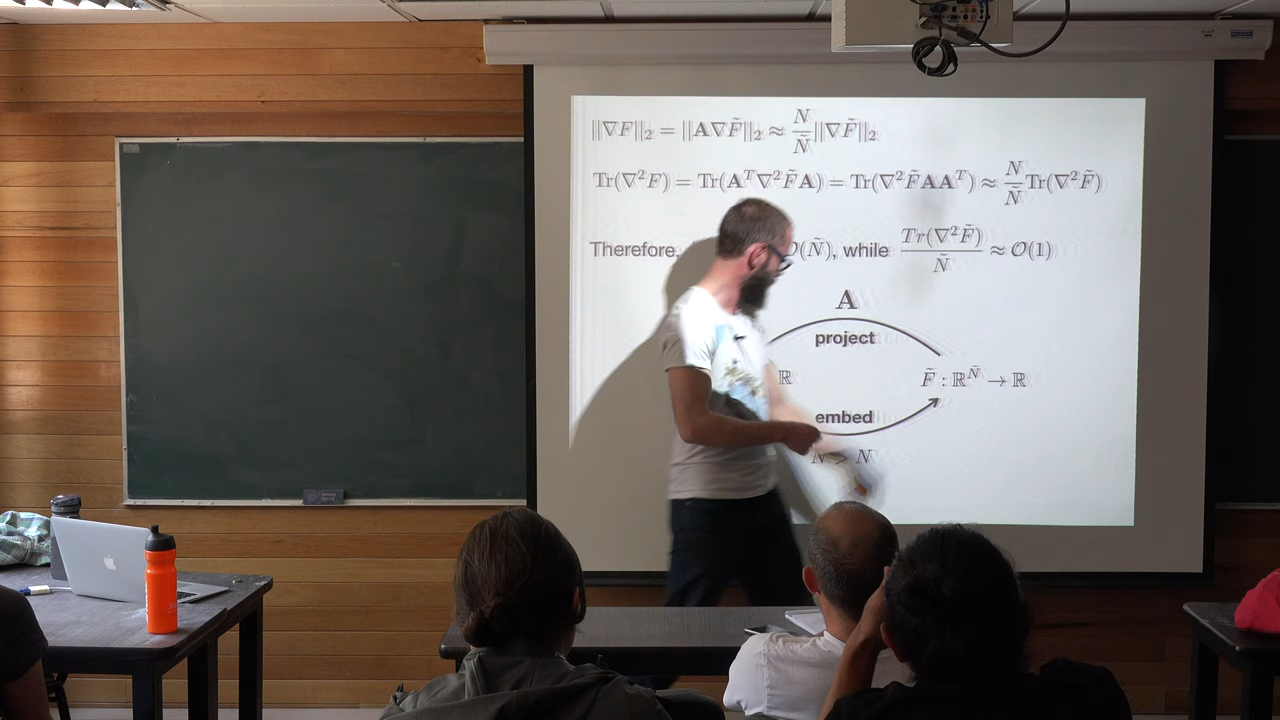 ‖∇F‖₂ = ‖A∇F̃‖₂ ≈ N/Ñ ‖∇F̃‖₂
Tr(∇²F) = Tr(Aᵀ∇²F̃A) = Tr(∇²F̃AAᵀ) ≈ N/Ñ Tr(∇²F̃)
Therefore, O(Ñ), while Tr(∇²F̃)/Ñ ≈ O(1)
A
project
ℝ F̃ : ℝ^Ñ → ℝ
embed
Ñ > N